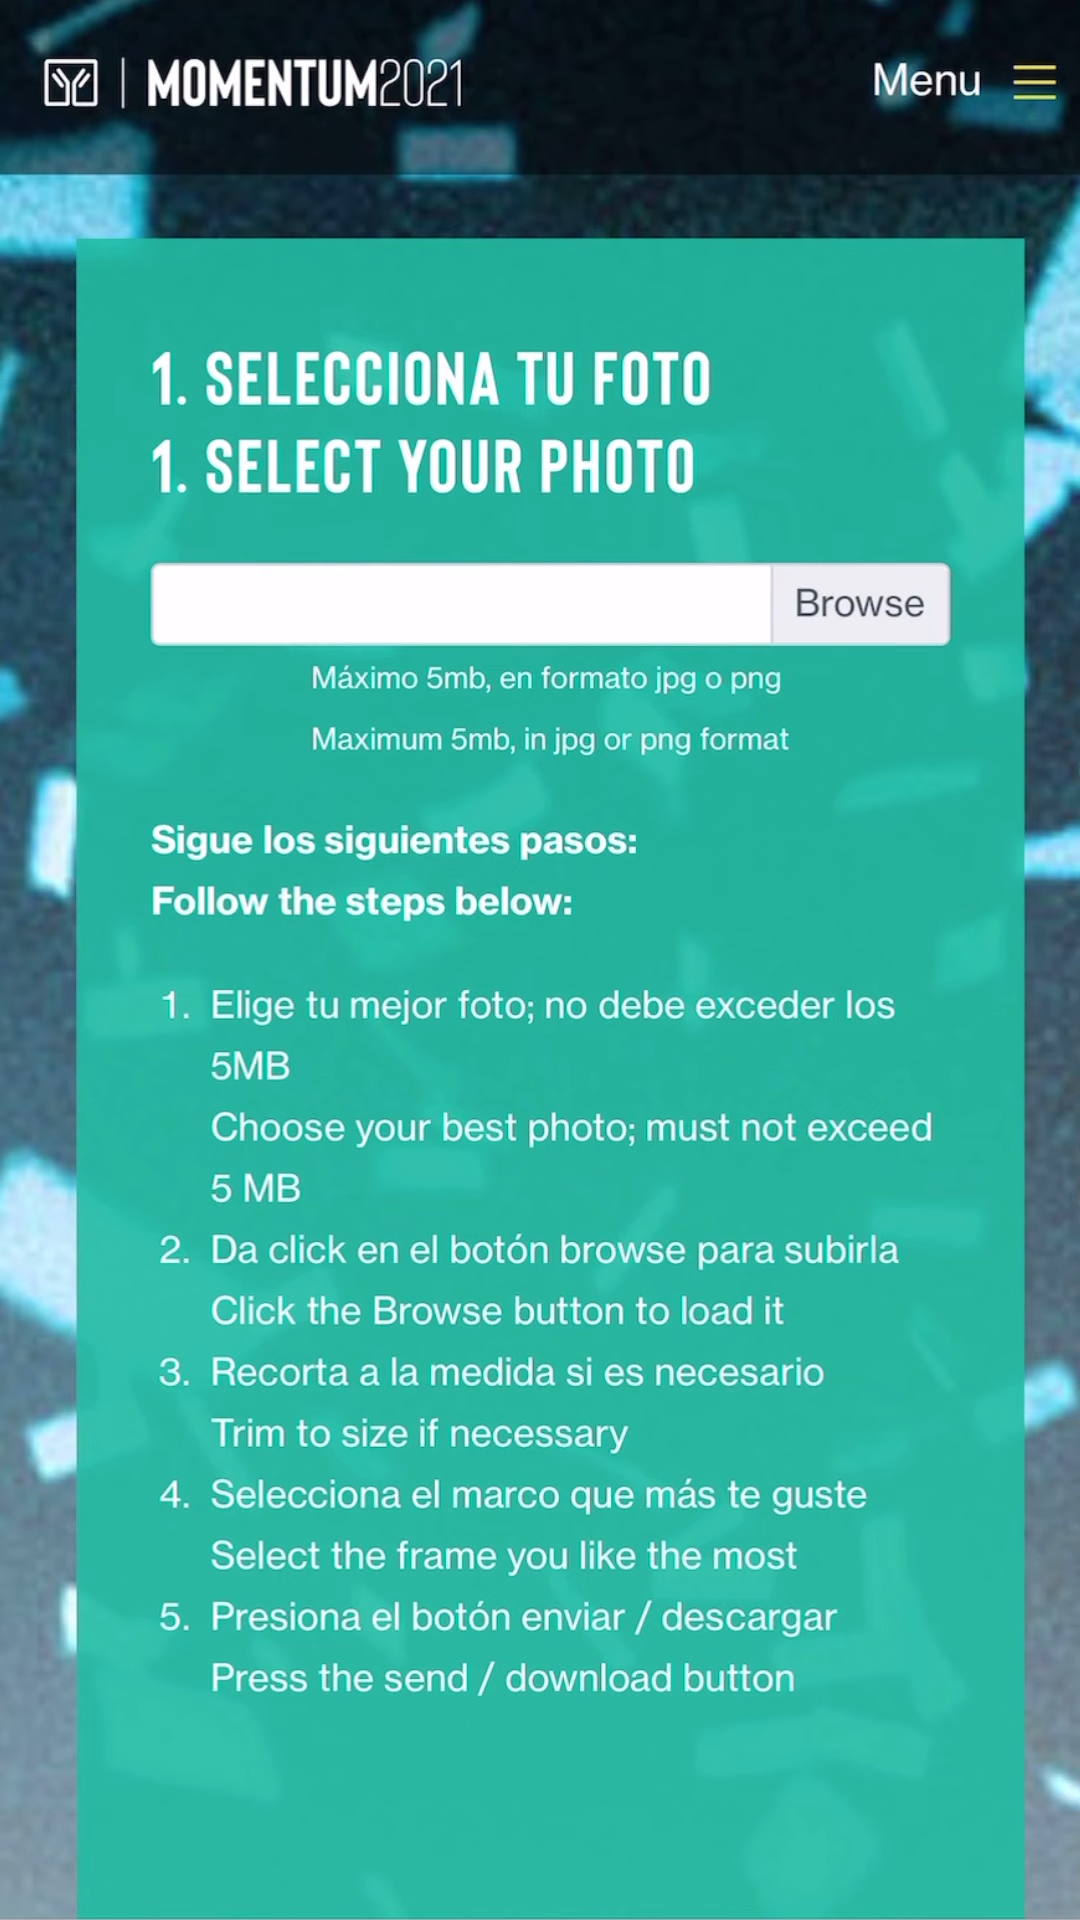 MOMENTUM2021
Menu
1. SELECCIONA TU FOTO
1. SELECT YOUR PHOTO
Browse
Máximo 5mb, en formato jpg o png
Maximum 5mb, in jpg or png format
Sigue los siguientes pasos:
Follow the steps below:
1. Elige tu mejor foto; no debe exceder los
5MB
Choose your best photo; must not exceed
5 MB
2. Da click en el botón browse para subirla
Click the Browse button to load it
3. Recorta a la medida si es necesario
Trim to size if necessary
4. Selecciona el marco que más te guste
Select the frame you like the most
5. Presiona el botón enviar / descargar
Press the send / download button